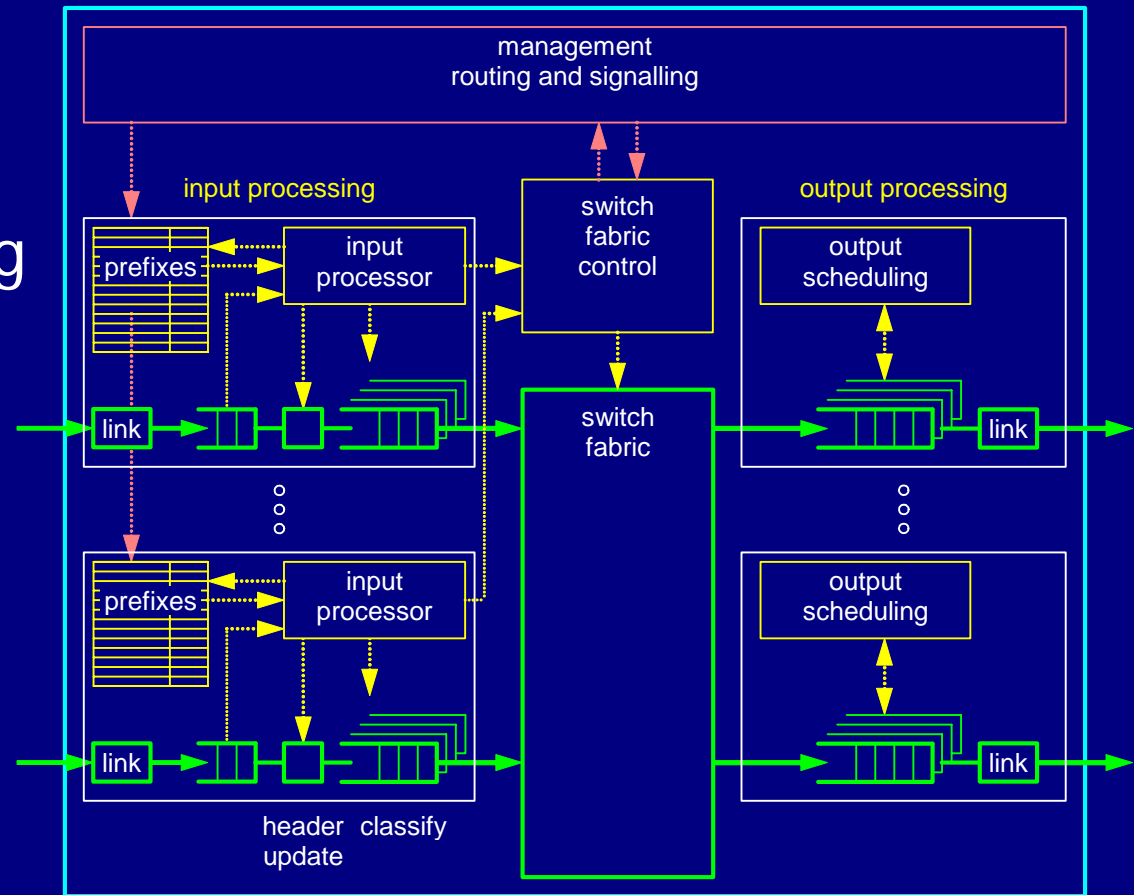 management
routing and signalling
input processing
output processing
switch
fabric
control
g
prefixes
input
processor
output
scheduling
link
switch
fabric
link
prefixes
input
processor
output
scheduling
link
link
header classify
update